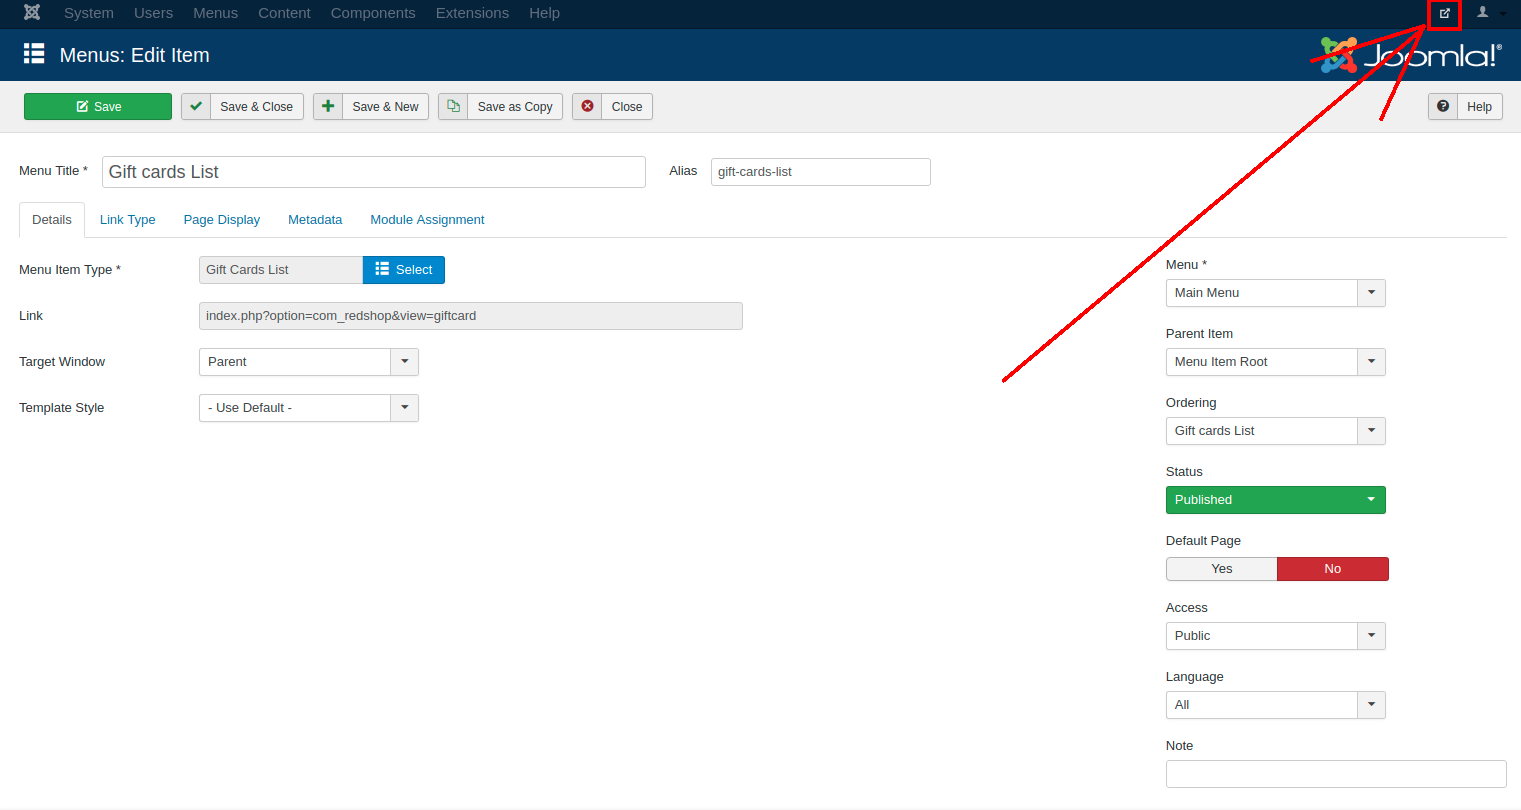 System Users Menus Content Components Extensions Help
Menus: Edit Item
Joomla!®
Save Save & Close Save & New Save as Copy Close Help
Menu Title * Gift cards List Alias gift-cards-list
Details Link Type Page Display Metadata Module Assignment
Menu Item Type * Gift Cards List Select
Link index.php?option=com_redshop&view=giftcard
Target Window Parent
Template Style - Use Default -
Menu *
Main Menu
Parent Item
Menu Item Root
Ordering
Gift cards List
Status
Published
Default Page
Yes No
Access
Public
Language
All
Note